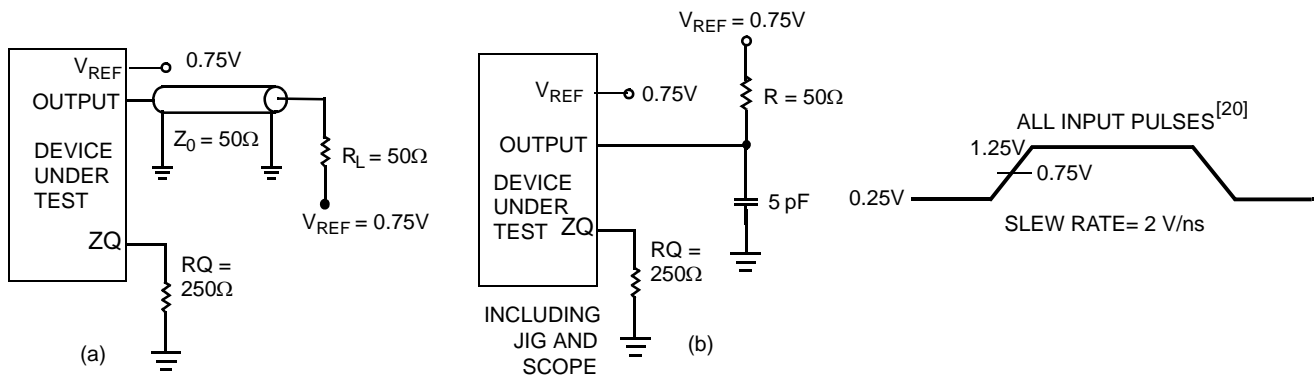 V_REF 0.75V
OUTPUT
Z_0 = 50Ω
DEVICE
UNDER
TEST
R_L = 50Ω
V_REF = 0.75V
ZQ
RQ =
250Ω
(a)
V_REF = 0.75V
R = 50Ω
V_REF 0.75V
OUTPUT
DEVICE
UNDER
TEST
ZQ
5 pF
RQ =
250Ω
INCLUDING
JIG AND
SCOPE
(b)
ALL INPUT PULSES[20]
1.25V
0.75V
0.25V
SLEW RATE= 2 V/ns